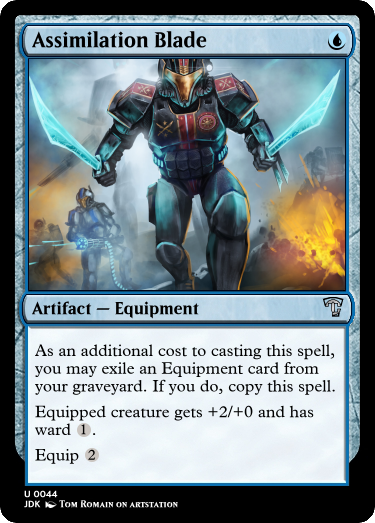 Assimilation Blade
Artifact — Equipment
As an additional cost to casting this spell,
you may exile an Equipment card from
your graveyard. If you do, copy this spell.
Equipped creature gets +2/+0 and has
ward 1.
Equip 2
U 0044
JDK Tom Romain on artstation